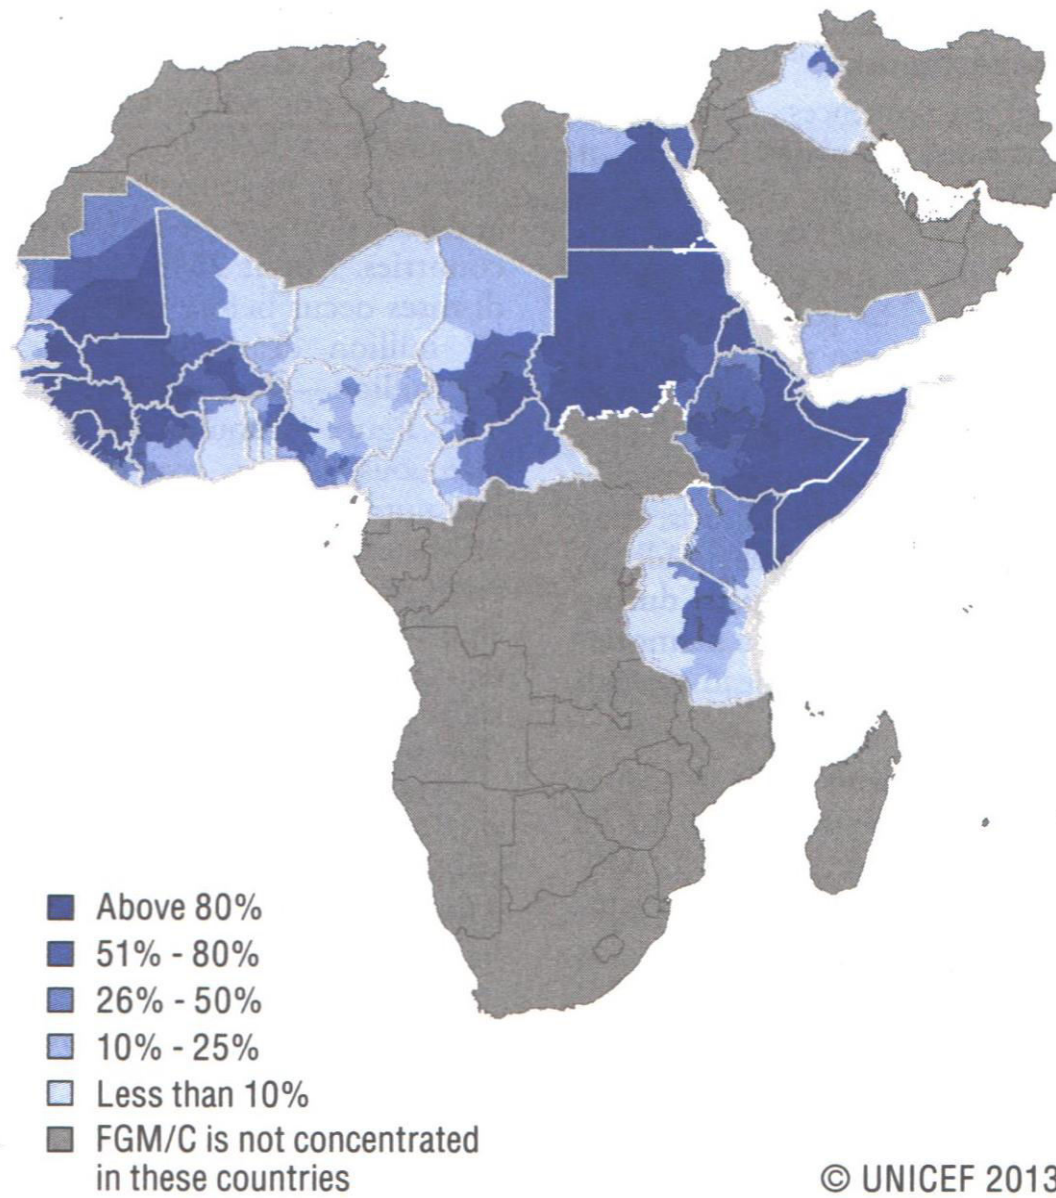 Above 80%
51% - 80%
26% - 50%
10% - 25%
Less than 10%
FGM/C is not concentrated
in these countries
© UNICEF 2013